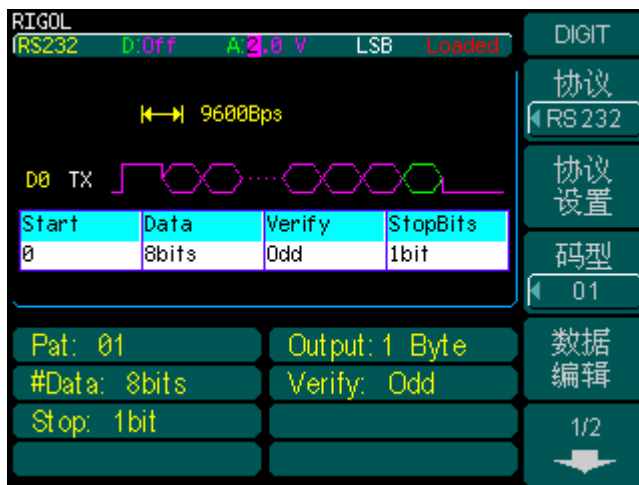 RIGOL
RS232 D:Off A:2.0 V LSB Loaded
DIGIT
协议
RS232
协议
设置
码型
01
数据
编辑
1/2
9600Bps
D0 TX
Start Data Verify StopBits
0 8bits Odd 1bit
Pat: 01 Output: 1 Byte
#Data: 8bits Verify: Odd
Stop: 1bit